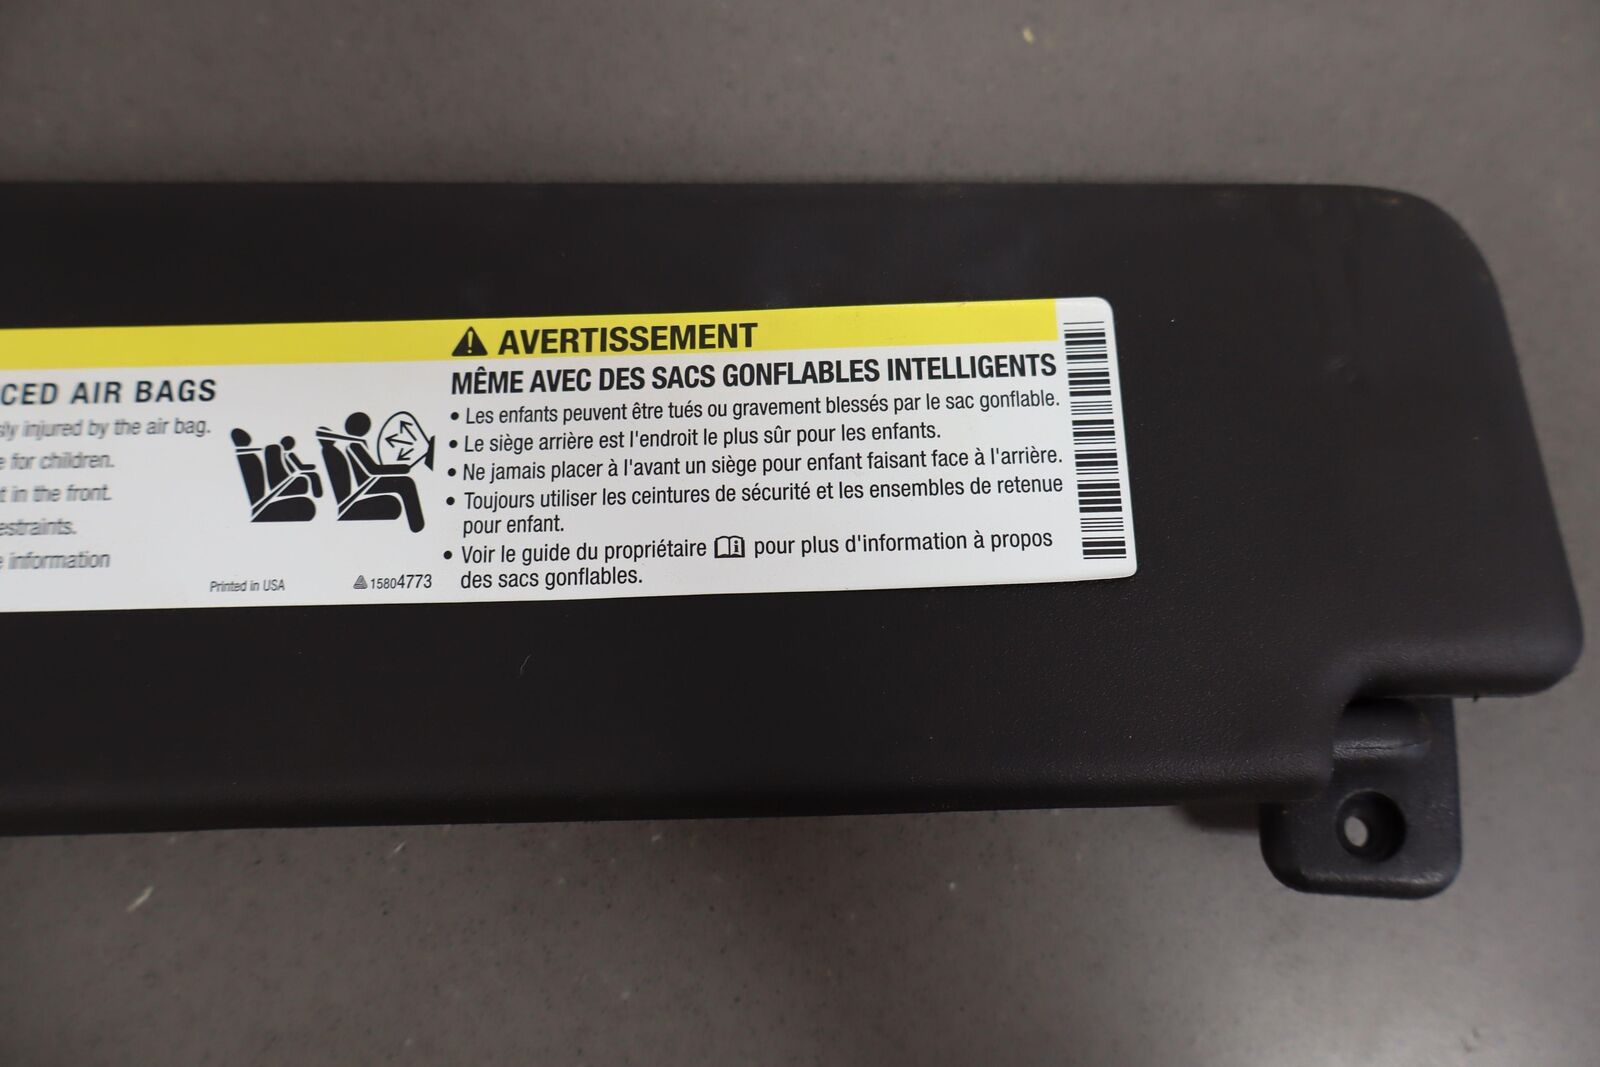 CED AIR BAGS
injured by the air bag.
for children.
in the front.
information
Printed in USA
15804773
AVERTISSEMENT
MÊME AVEC DES SACS GONFLABLES INTELLIGENTS
• Les enfants peuvent être tués ou gravement blessés par le sac gonflable.
• Le siège arrière est l'endroit le plus sûr pour les enfants.
• Ne jamais placer à l'avant un siège pour enfant faisant face à l'arrière.
• Toujours utiliser les ceintures de sécurité et les ensembles de retenue
pour enfant.
• Voir le guide du propriétaire pour plus d'information à propos
des sacs gonflables.